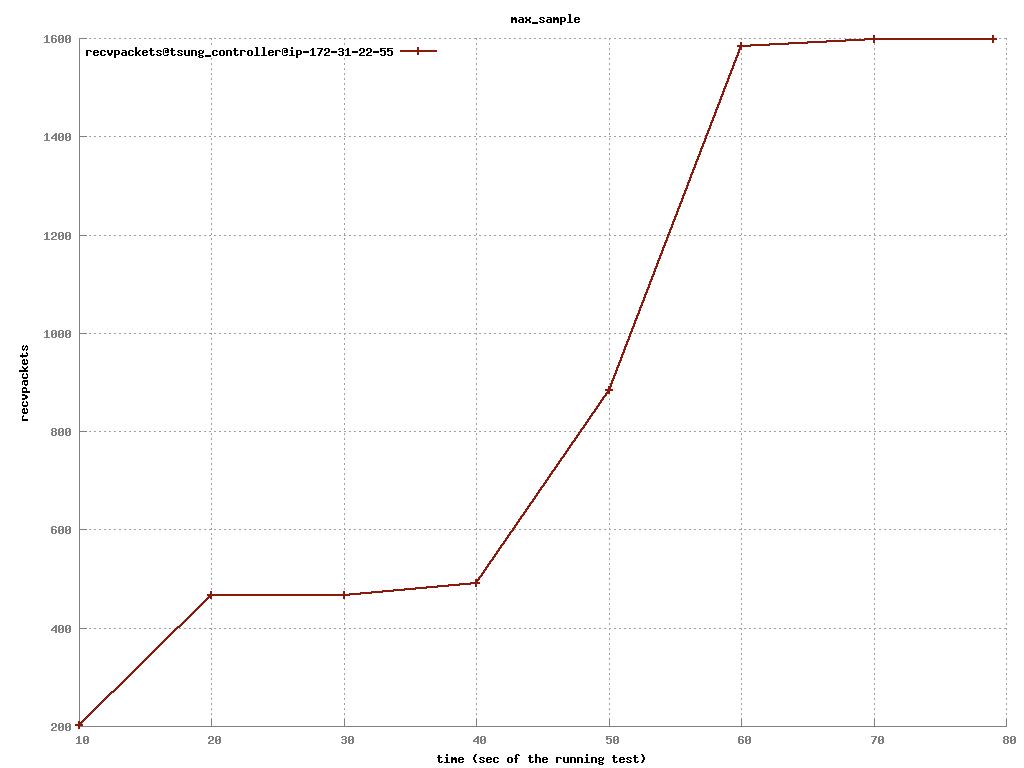 max_sample
recvpackets@tsung_controller@ip-172-31-22-55
1600
1400
1200
1000
800
600
400
200
recvpackets
10 20 30 40 50 60 70 80
time (sec of the running test)